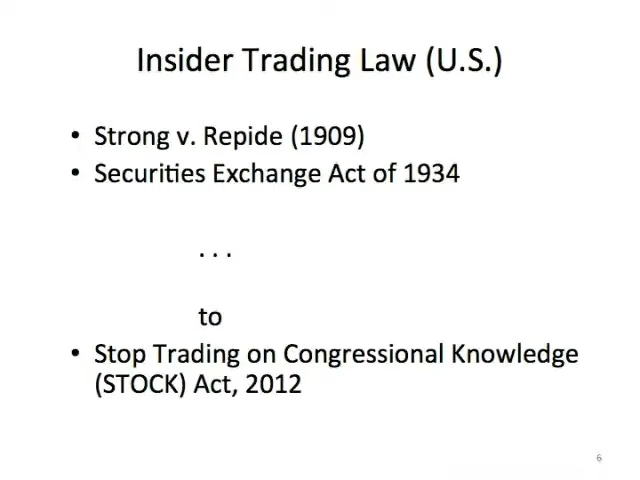 Insider Trading Law (U.S.)
• Strong v. Repide (1909)
• Securities Exchange Act of 1934
. . .
to
• Stop Trading on Congressional Knowledge
(STOCK) Act, 2012
6